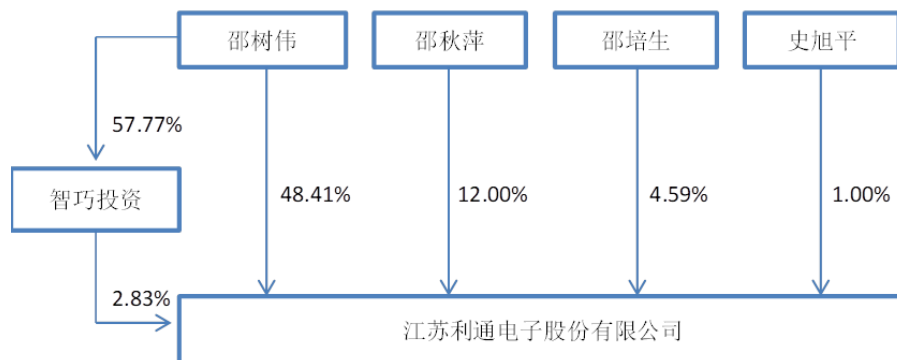 邵树伟
邵秋萍
邵培生
史旭平
57.77%
智巧投资
48.41%
12.00%
4.59%
1.00%
2.83%
江苏利通电子股份有限公司